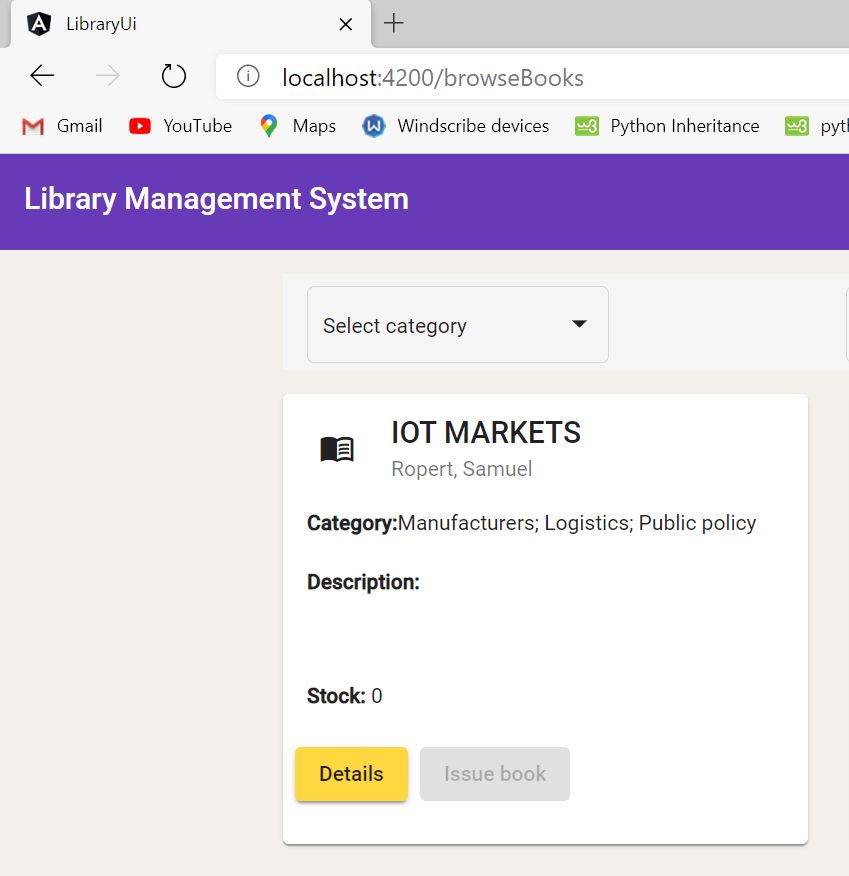 LibraryUi
localhost:4200/browseBooks
Gmail YouTube Maps Windscribe devices Python Inheritance pyth
Library Management System
Select category
IOT MARKETS
Ropert, Samuel
Category:Manufacturers; Logistics; Public policy
Description:
Stock: 0
Details Issue book